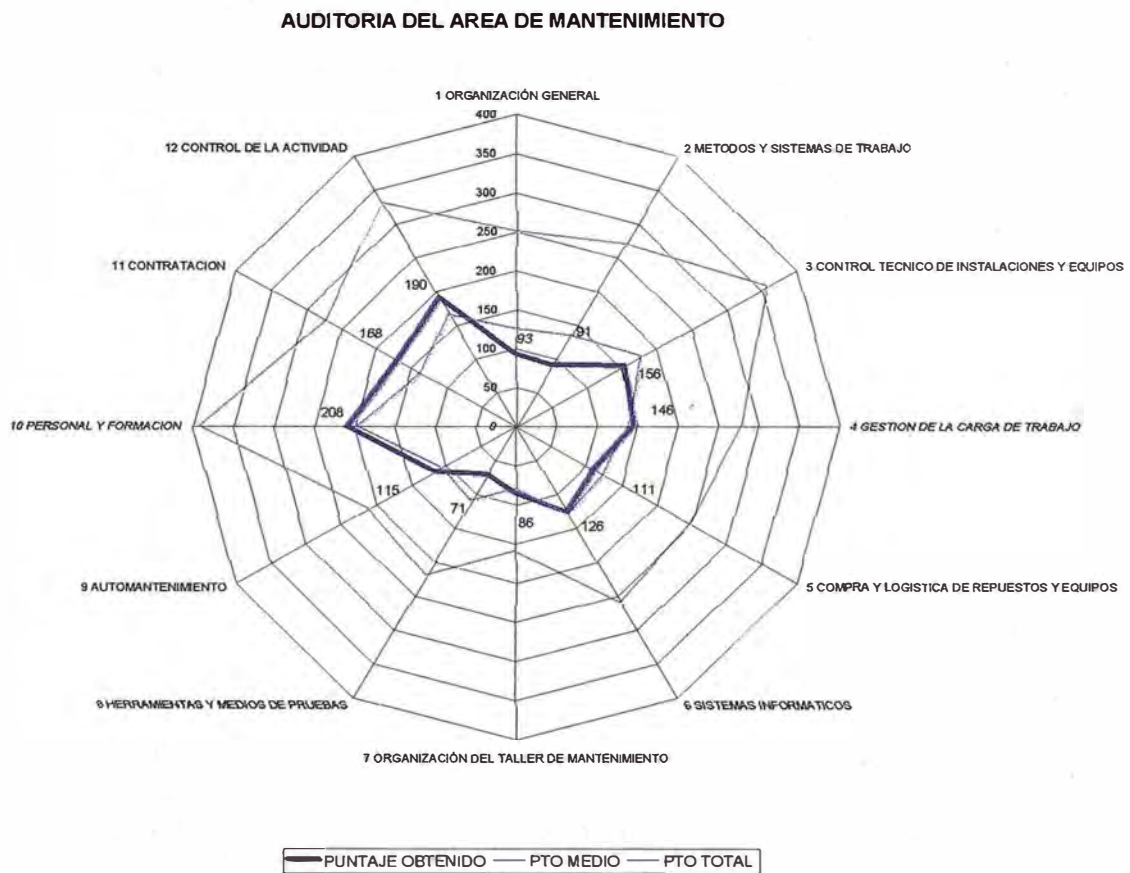 AUDITORIA DEL AREA DE MANTENIMIENTO
1 ORGANIZACIÓN GENERAL
400
12 CONTROL DE LA ACTIVIDAD
2 METODOS Y SISTEMAS DE TRABAJO
350
300
250
11 CONTRATACION
3 CONTROL TECNICO DE INSTALACIONES Y EQUIPOS
200
190
150
168
93
91
100
156
50
208
146
10 PERSONAL Y FORMACION
0
4 GESTION DE LA CARGA DE TRABAJO
115
111
71
86
126
9 AUTOMANTENIMIENTO
5 COMPRA Y LOGISTICA DE REPUESTOS Y EQUIPOS
8 HERRAMIENTAS Y MEDIOS DE PRUEBAS
6 SISTEMAS INFORMATICOS
7 ORGANIZACIÓN DEL TALLER DE MANTENIMIENTO
PUNTAJE OBTENIDO PTO MEDIO PTO TOTAL